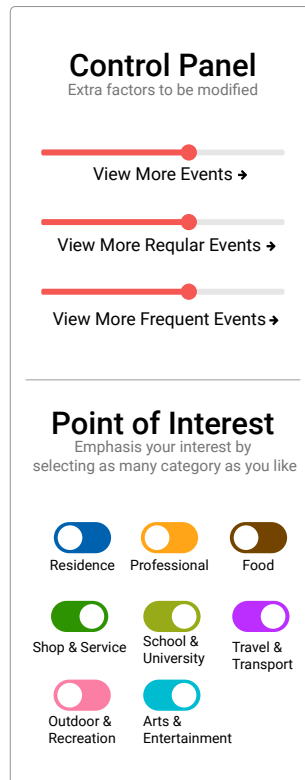 Control Panel
Extra factors to be modified
View More Events →
View More Reqular Events →
View More Frequent Events →
Point of Interest
Emphasis your interest by
selecting as many category as you like
Residence Professional Food
Shop & Service
School &
University
Travel &
Transport
Outdoor &
Recreation
Arts &
Entertainment